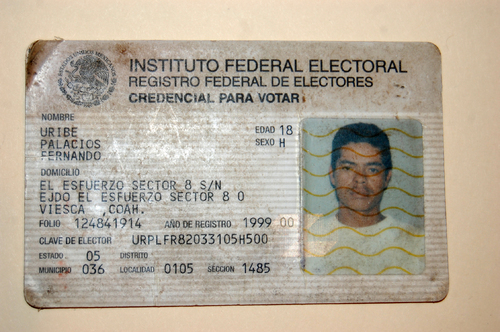 INSTITUTO FEDERAL ELECTORAL
REGISTRO FEDERAL DE ELECTORES
CREDENCIAL PARA VOTAR
NOMBRE
URIBE EDAD 18
PALACIOS SEXO H
FERNANDO
DOMICILIO
EL ESFUERZO SECTOR 8 S/N
EJDO EL ESFUERZO SECTOR 8 0
VIESCA ,COAH.
FOLIO 124841914 AÑO DE REGISTRO 1999 00
CLAVE DE ELECTOR URPLFR82033105H500
ESTADO 05 DISTRITO
MUNICIPIO 036 LOCALIDAD 0105 SECCION 1485